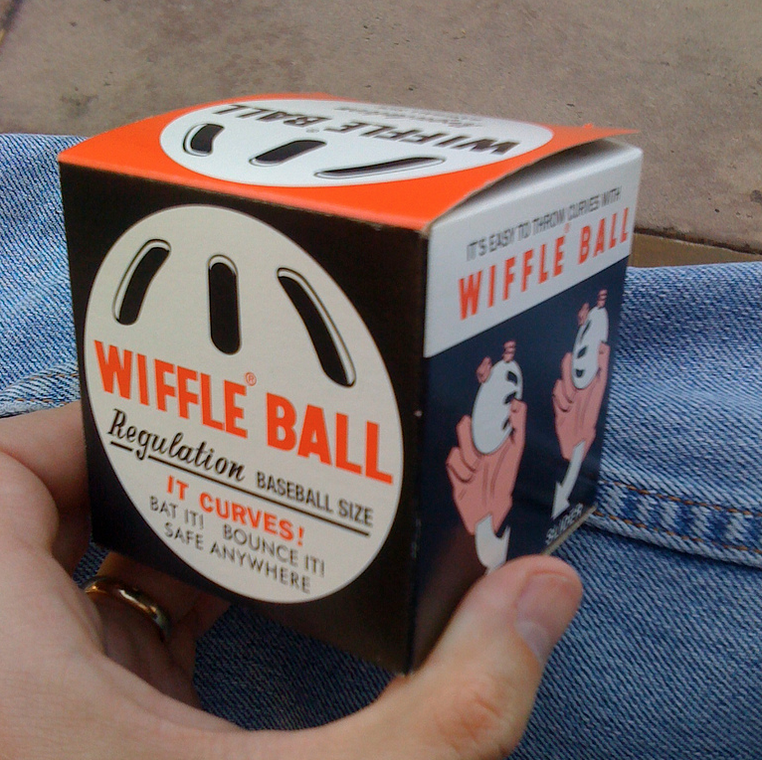 WIFFLE BALL
WIFFLE® BALL
Regulation BASEBALL SIZE
IT CURVES!
BAT IT! BOUNCE IT!
SAFE ANYWHERE
IT'S EASY TO THROW CURVES WITH
WIFFLE® BALL
SLIDER